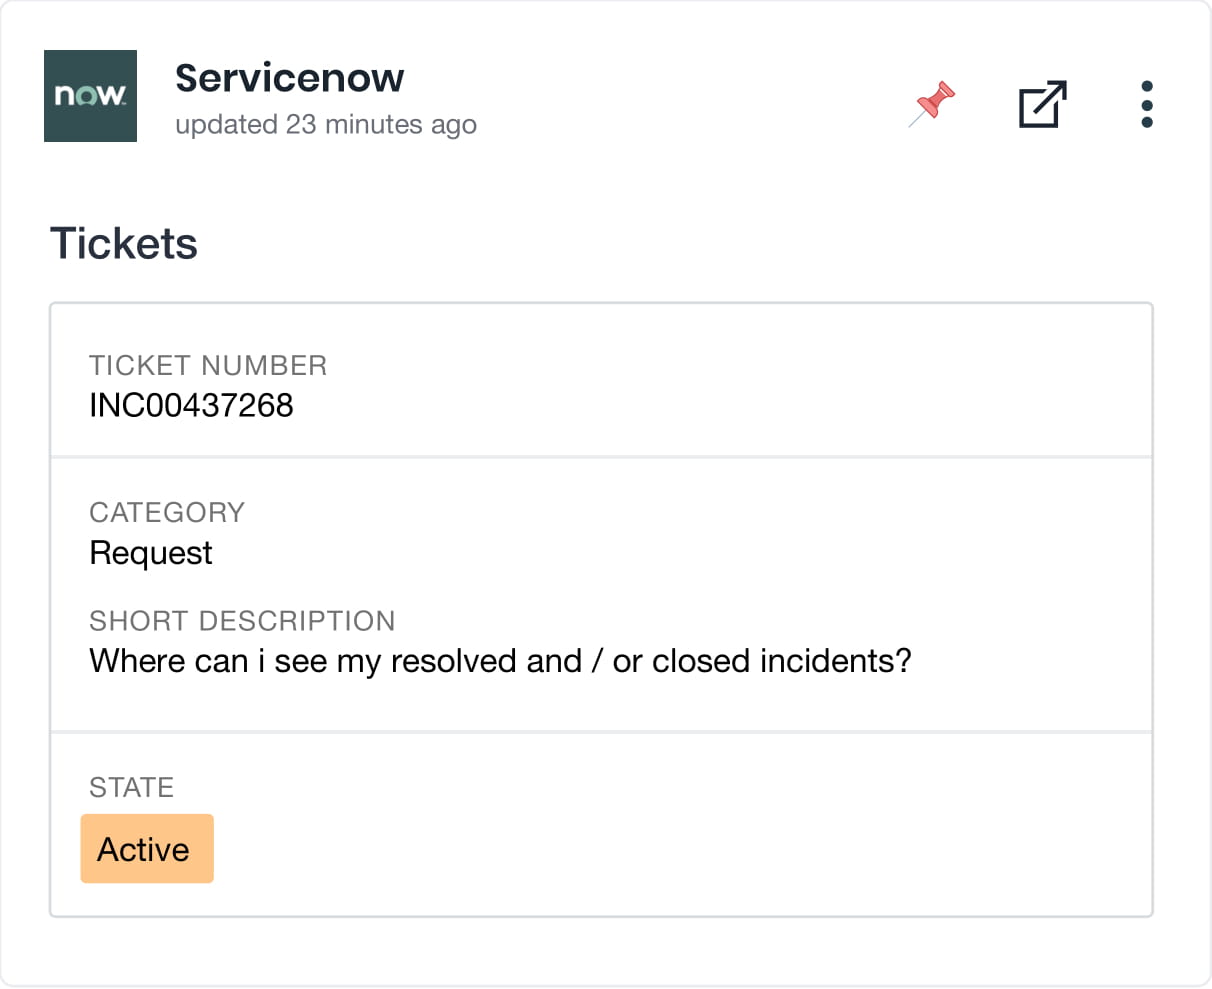 now.
Servicenow
updated 23 minutes ago
Tickets
TICKET NUMBER
INC00437268
CATEGORY
Request
SHORT DESCRIPTION
Where can i see my resolved and / or closed incidents?
STATE
Active